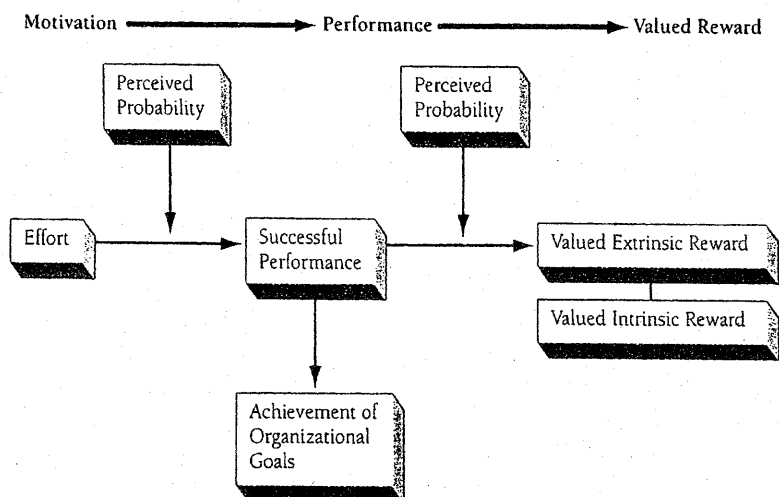 Motivation Performance Valued Reward
Perceived
Probability
Perceived
Probability
Effort
Successful
Performance
Valued Extrinsic Reward
Valued Intrinsic Reward
Achievement of
Organizational
Goals